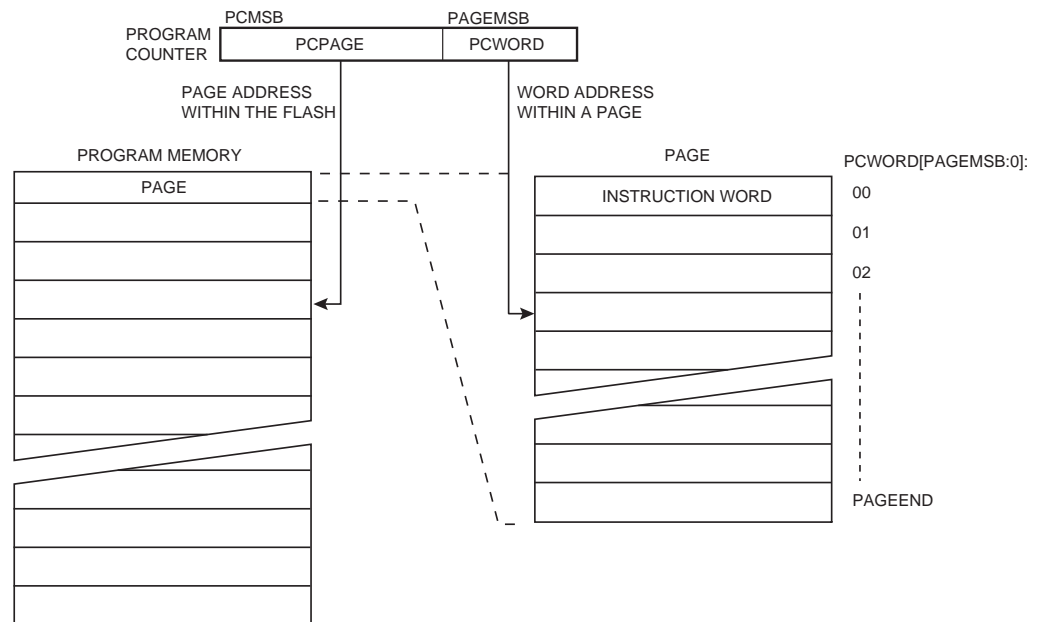 PCMSB PAGEMSB
PROGRAM
COUNTER
PCPAGE PCWORD
PAGE ADDRESS
WITHIN THE FLASH
WORD ADDRESS
WITHIN A PAGE
PROGRAM MEMORY
PAGE
PAGE
PCWORD[PAGEMSB:0]:
INSTRUCTION WORD
00
01
02
PAGEEND